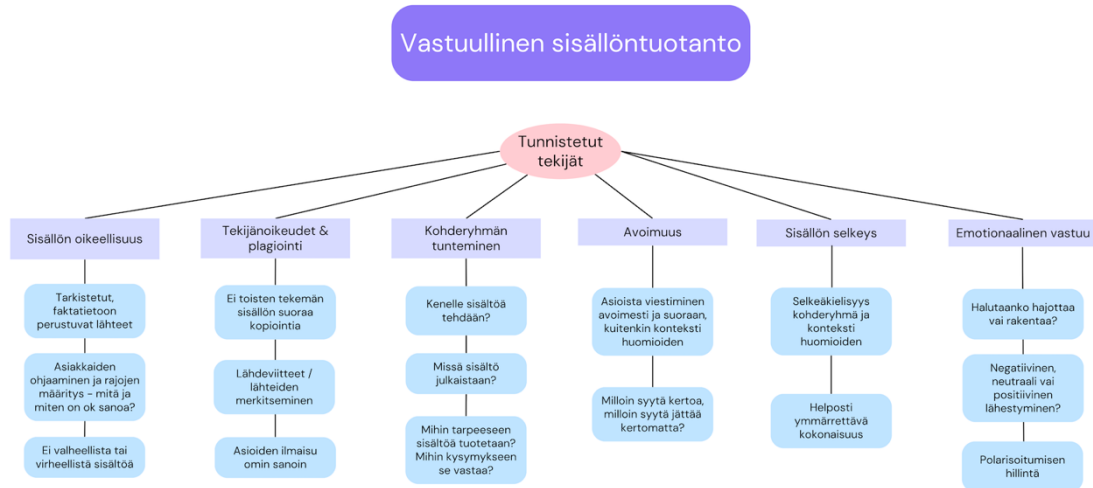 Vastuullinen sisällöntuotanto
Tunnistetut
tekijät
Sisällön oikeellisuus
Tarkistetut,
faktatietoon
perustuvat lähteet
Asiakkaiden
ohjaaminen ja rajojen
määritys - mitä ja
miten on ok sanoa?
Ei valheellista tai
virheellistä sisältöä
Tekijänoikeudet &
plagiointi
Ei toisten tekemän
sisällön suoraa
kopiointia
Lähdeviitteet /
lähteiden
merkitseminen
Asioiden ilmaisu
omin sanoin
Kohderyhmän
tunteminen
Kenelle sisältöä
tehdään?
Missä sisältö
julkaistaan?
Mihin tarpeeseen
sisältöä tuotetaan?
Mihin kysymykseen
se vastaa?
Avoimuus
Asioista viestiminen
avoimesti ja suoraan,
kuitenkin konteksti
huomioiden
Milloin syytä kertoa,
milloin syytä jättää
kertomatta?
Sisällön selkeys
Selkeäkielisyys
kohderyhmä ja
konteksti
huomioiden
Helposti
ymmärrettävä
kokonaisuus
Emotionaalinen vastuu
Halutaanko hajottaa
vai rakentaa?
Negatiivinen,
neutraali vai
positiivinen
lähestyminen?
Polarisoitumisen
hillintä